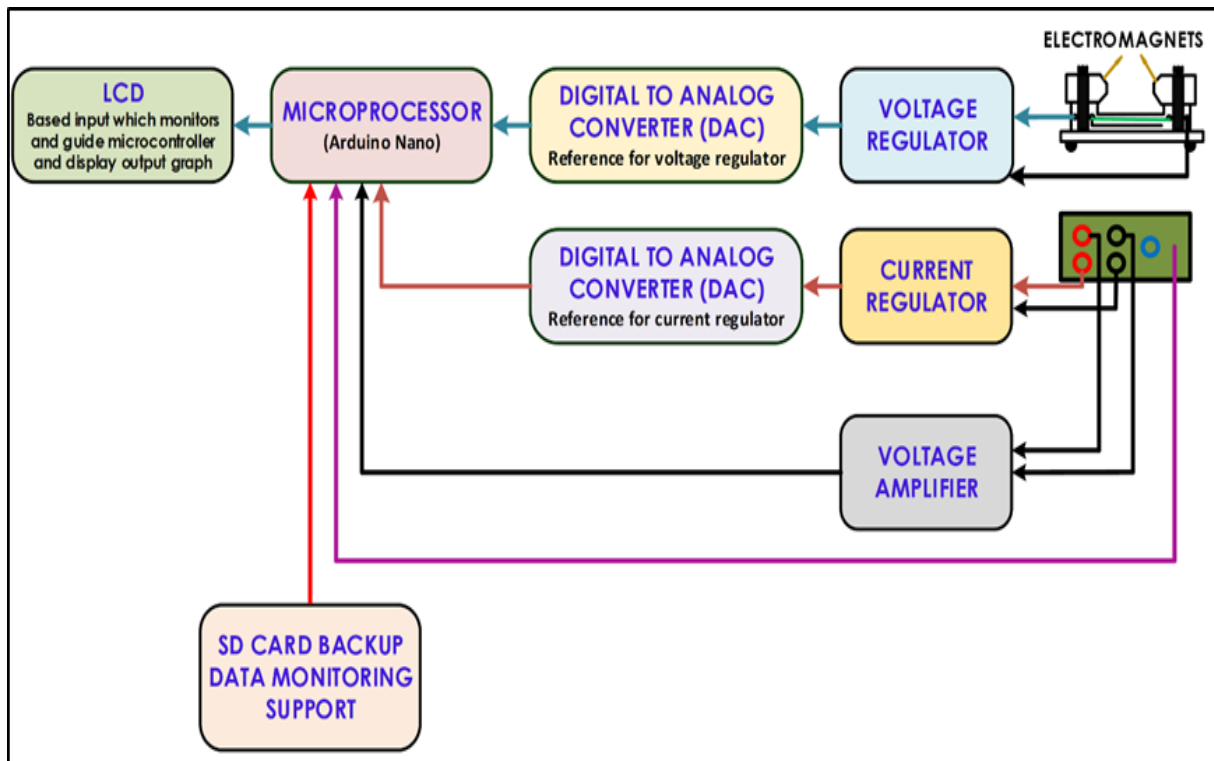 ELECTROMAGNETS
LCD
Based input which monitors
and guide microcontroller
and display output graph
MICROPROCESSOR
(Arduino Nano)
DIGITAL TO ANALOG
CONVERTER (DAC)
Reference for voltage regulator
VOLTAGE
REGULATOR
DIGITAL TO ANALOG
CONVERTER (DAC)
Reference for current regulator
CURRENT
REGULATOR
VOLTAGE
AMPLIFIER
SD CARD BACKUP
DATA MONITORING
SUPPORT